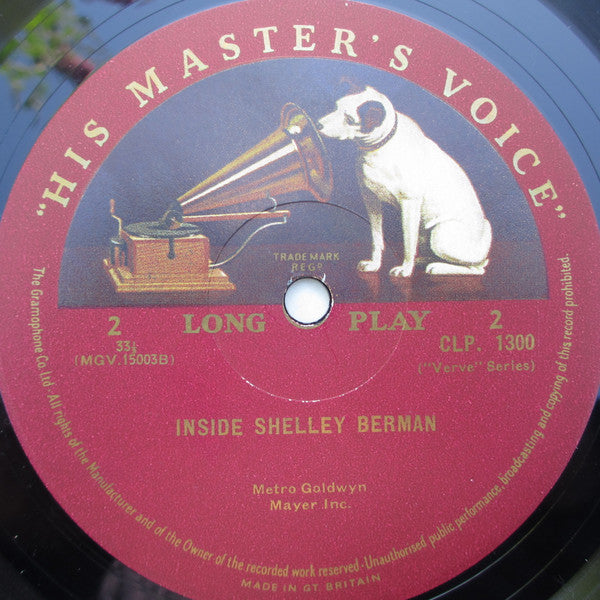 "HIS MASTER'S VOICE"
TRADE MARK
REGD
2 LONG PLAY 2
33⅓
(MGV.15003B)
CLP. 1300
("Verve" Series)
INSIDE SHELLEY BERMAN
Metro Goldwyn
Mayer Inc.
The Gramophone Co. Ltd. All rights of the Manufacturer and of the Owner of the recorded work reserved. Unauthorised public performance, broadcasting and copying of this record prohibited.
MADE IN GT. BRITAIN